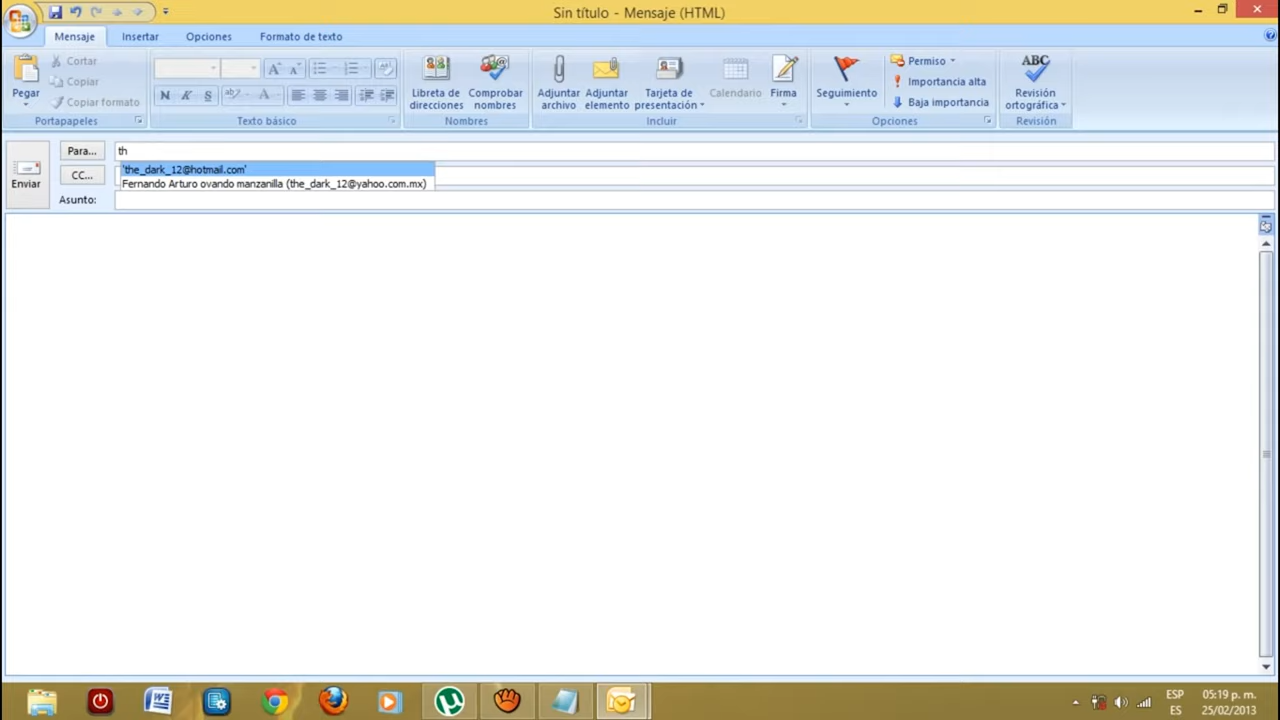 Sin título - Mensaje (HTML)
Mensaje Insertar Opciones Formato de texto
Pegar
Cortar
Copiar
Copiar formato
Portapapeles
N K S
Texto básico
Libreta de direcciones
Comprobar nombres
Nombres
Adjuntar archivo
Adjuntar elemento
Tarjeta de presentación
Calendario
Firma
Incluir
Seguimiento
Permiso
Importancia alta
Baja importancia
Opciones
ABC
Revisión ortográfica
Revisión
Enviar
Para... th
'the_dark_12@hotmail.com'
CC...
Fernando Arturo ovando manzanilla (the_dark_12@yahoo.com.mx)
Asunto:
ESP 05:19 p. m.
ES 25/02/2013